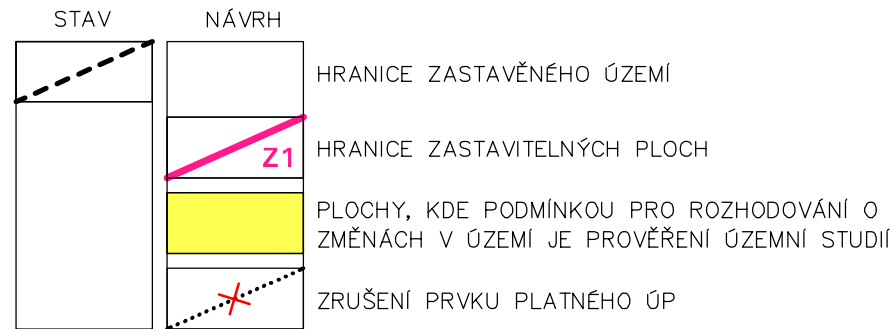 STAV NÁVRH
HRANICE ZASTAVĚNÉHO ÚZEMÍ
Z1 HRANICE ZASTAVITELNÝCH PLOCH
PLOCHY, KDE PODMÍNKOU PRO ROZHODOVÁNÍ O
ZMĚNÁCH V ÚZEMÍ JE PROVĚŘENÍ ÚZEMNÍ STUDIÍ
ZRUŠENÍ PRVKU PLATNÉHO ÚP